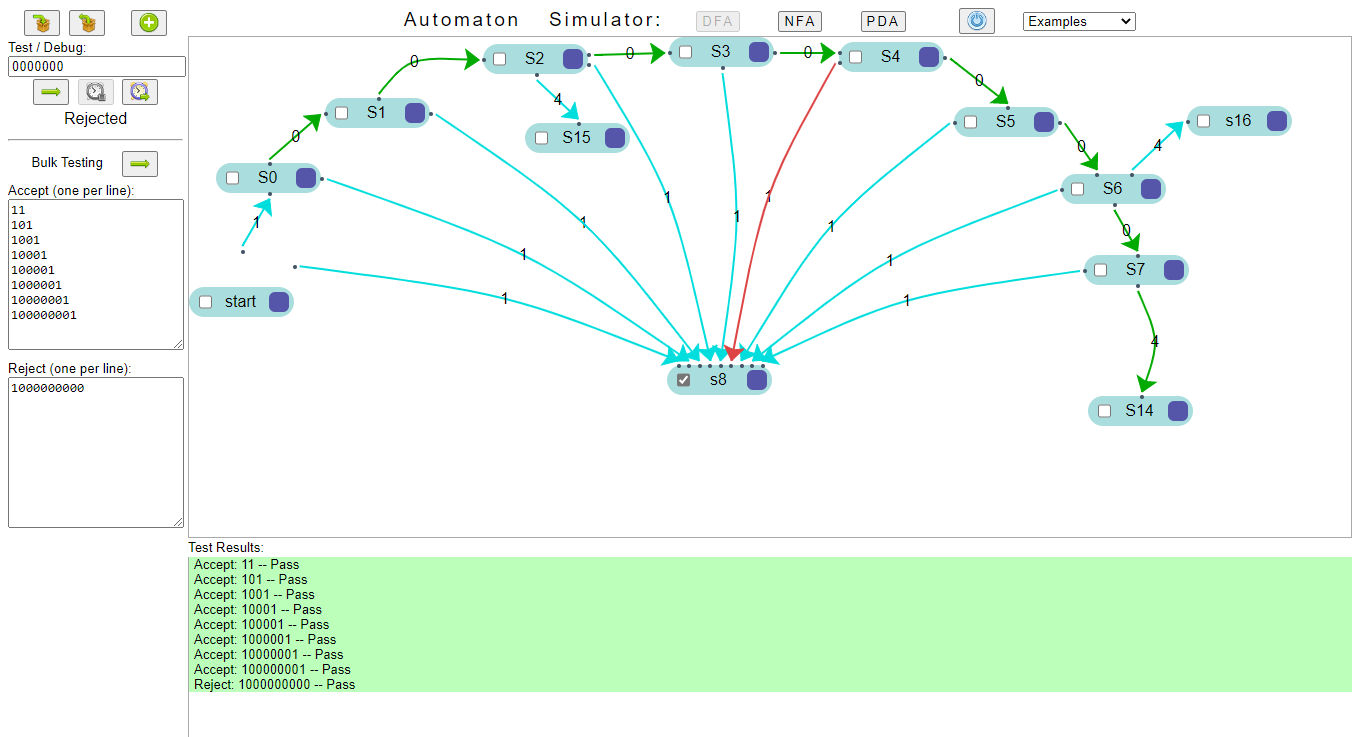 Automaton Simulator:
DFA
NFA
PDA
Examples
Test / Debug:
0000000
Rejected
Bulk Testing
Accept (one per line):
11
101
1001
10001
100001
1000001
10000001
100000001
Reject (one per line):
1000000000
S2
S3
S4
0
0
0
0
0
4
S1
S15
S5
s16
0
0
4
S0
S6
1
1
1
1
1
1
0
start
1
1
1
1
S7
s8
4
S14
Test Results:
Accept: 11 -- Pass
Accept: 101 -- Pass
Accept: 1001 -- Pass
Accept: 10001 -- Pass
Accept: 100001 -- Pass
Accept: 1000001 -- Pass
Accept: 10000001 -- Pass
Accept: 100000001 -- Pass
Reject: 1000000000 -- Pass